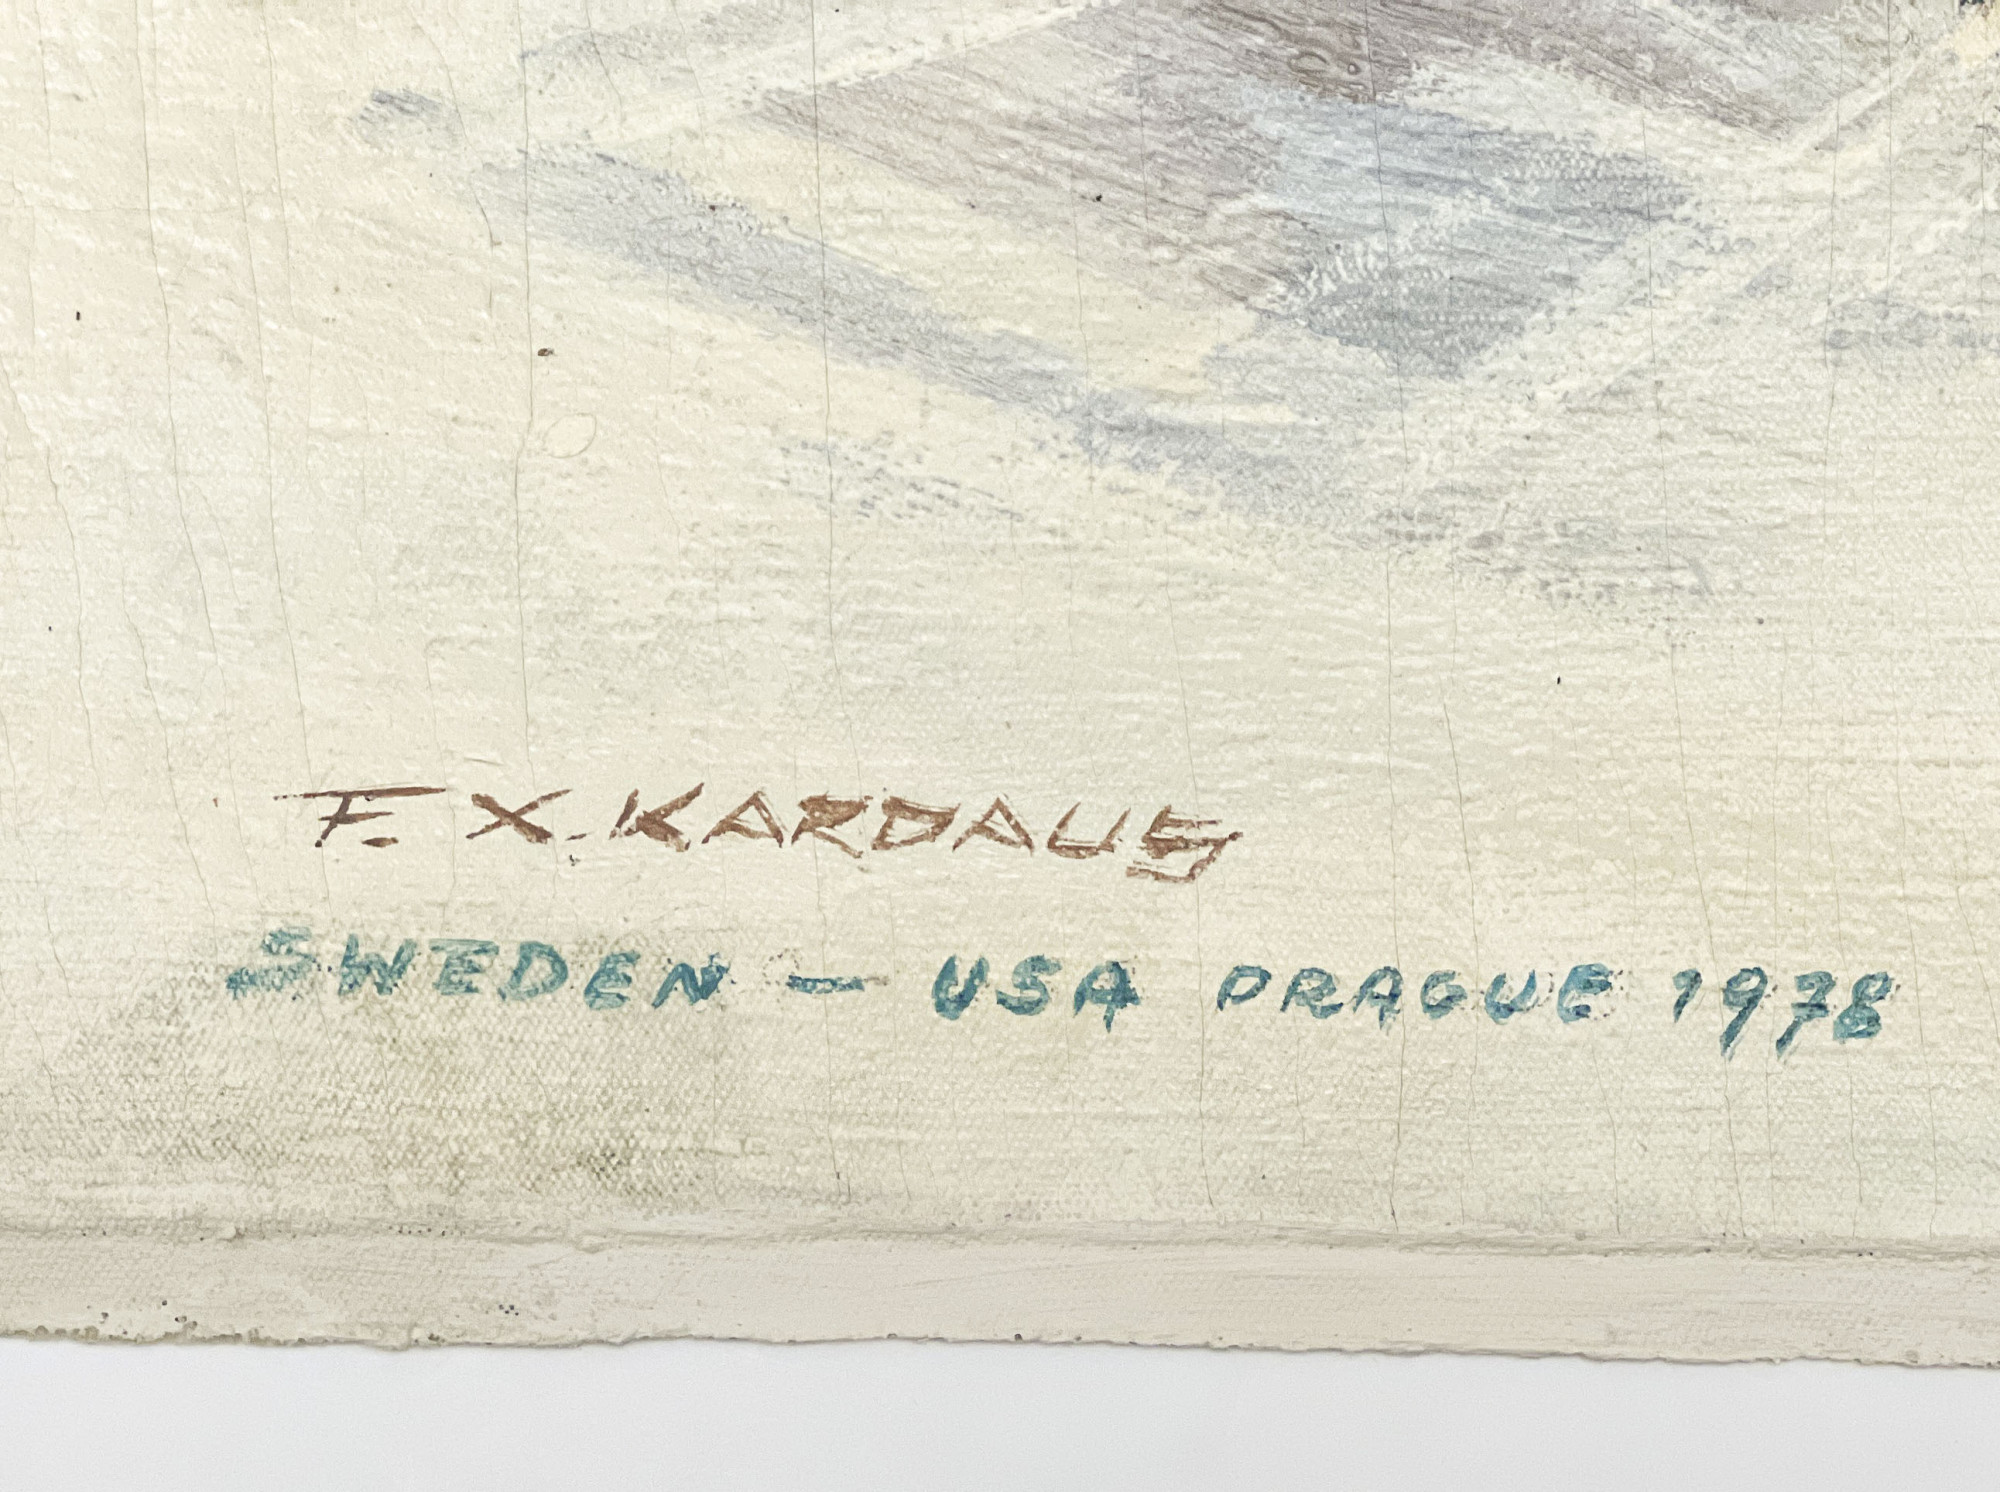 F. X. KARDAUS
SWEDEN - USA PRAGUE 1978